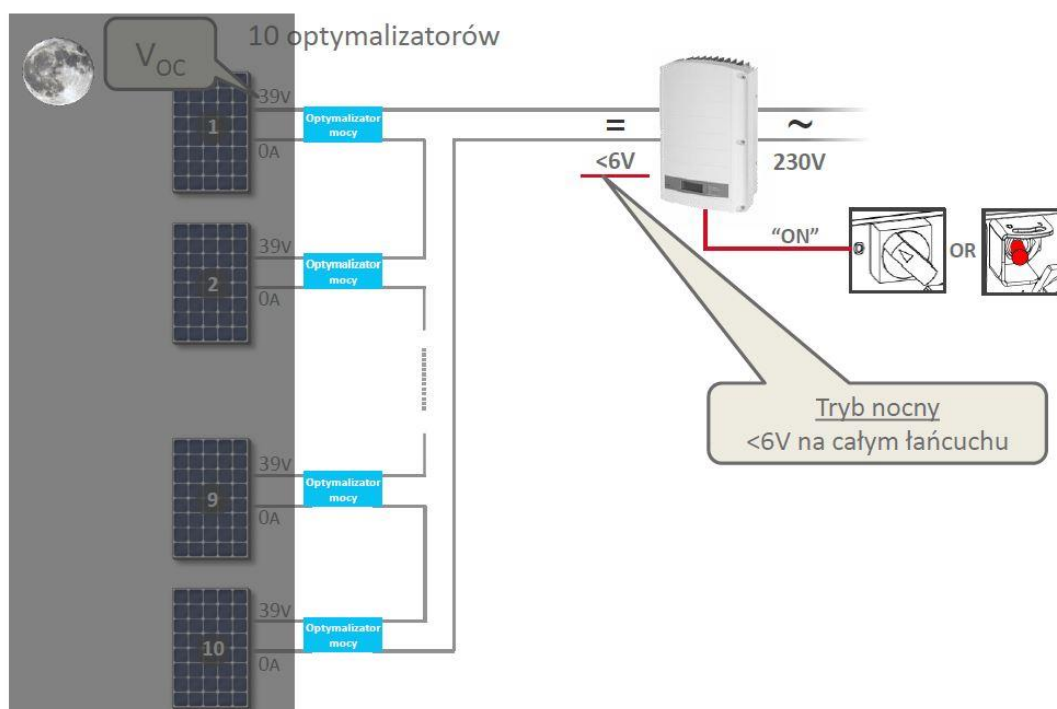 10 optymalizatorów
V_OC
39V
1
0A
Optymalizator
mocy
=
~
<6V
230V
"ON"
OR
39V
2
0A
Optymalizator
mocy
Tryb nocny
<6V na całym łańcuchu
39V
9
0A
Optymalizator
mocy
39V
10
0A
Optymalizator
mocy